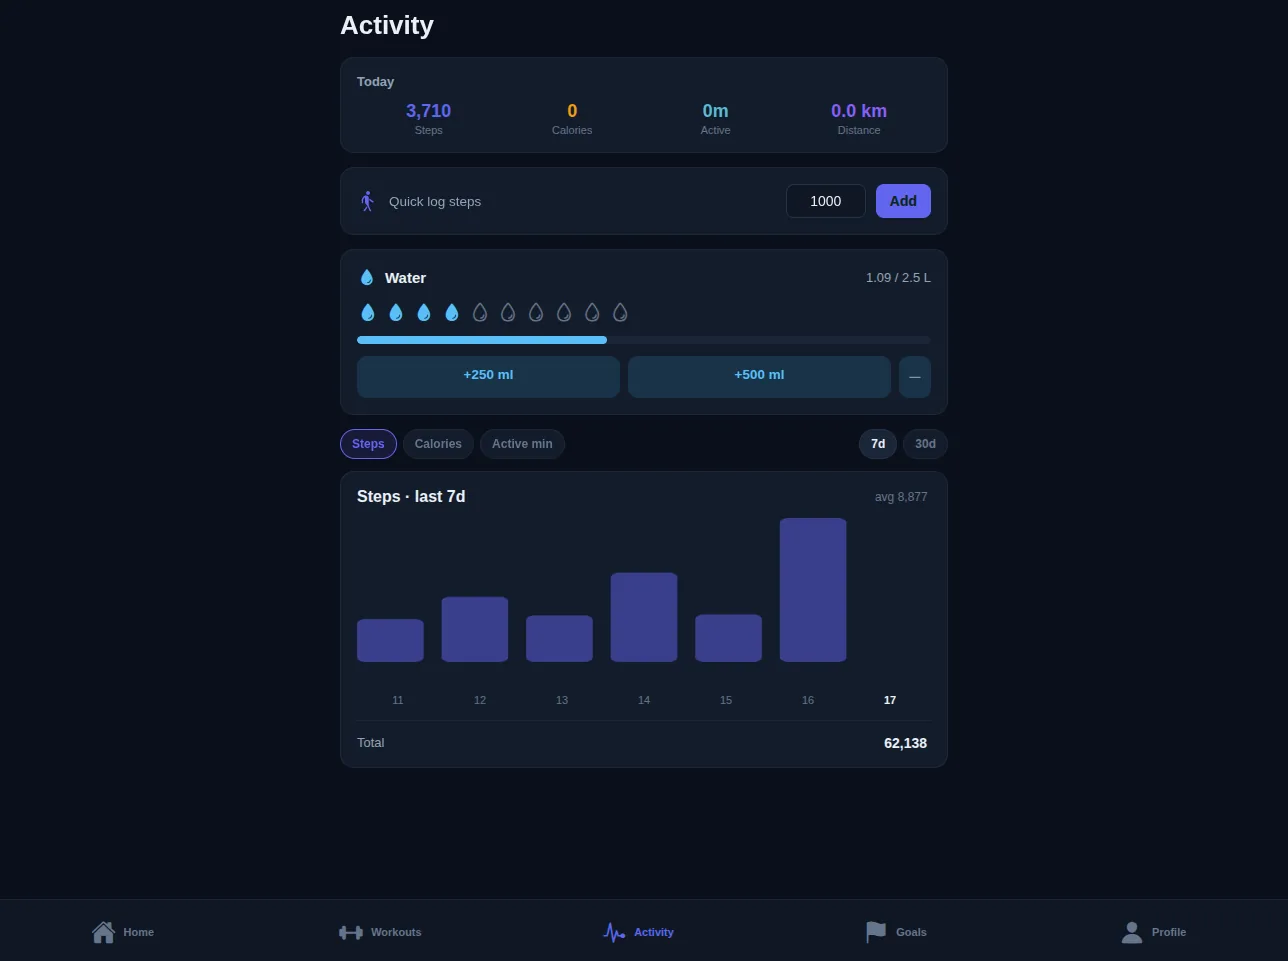 Activity
Today
3,710 0 0m 0.0 km
Steps Calories Active Distance
Quick log steps 1000 Add
Water 1.09 / 2.5 L
+250 ml +500 ml —
Steps Calories Active min 7d 30d
Steps · last 7d avg 8,877
11 12 13 14 15 16 17
Total 62,138
Home Workouts Activity Goals Profile